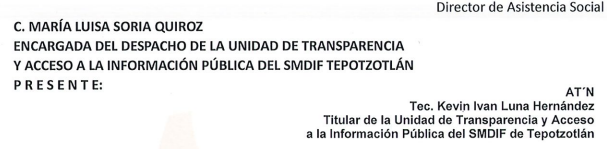 Director de Asistencia Social
C. MARÍA LUISA SORIA QUIROZ
ENCARGADA DEL DESPACHO DE LA UNIDAD DE TRANSPARENCIA
Y ACCESO A LA INFORMACIÓN PÚBLICA DEL SMDIF TEPOTZOTLÁN
P R E S E N T E:
AT´N
Tec. Kevin Ivan Luna Hernández
Titular de la Unidad de Transparencia y Acceso
a la Información Pública del SMDIF de Tepotzotlán